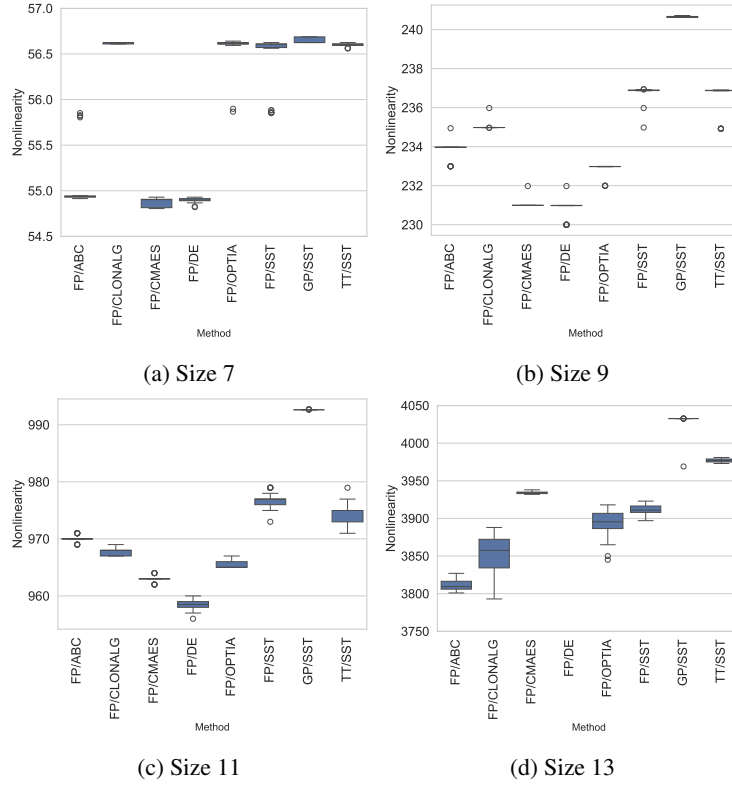 57.0
56.5
56.0
55.5
55.0
54.5
Nonlinearity
FP/ABC
FP/CLONALG
FP/CMAES
FP/DE
FP/OPTIA
FP/SST
GP/SST
TT/SST
Method
(a) Size 7
240
238
236
234
232
230
Nonlinearity
FP/ABC
FP/CLONALG
FP/CMAES
FP/DE
FP/OPTIA
FP/SST
GP/SST
TT/SST
Method
(b) Size 9
990
980
970
960
Nonlinearity
FP/ABC
FP/CLONALG
FP/CMAES
FP/DE
FP/OPTIA
FP/SST
GP/SST
TT/SST
Method
(c) Size 11
4050
4000
3950
3900
3850
3800
3750
Nonlinearity
FP/ABC
FP/CLONALG
FP/CMAES
FP/DE
FP/OPTIA
FP/SST
GP/SST
TT/SST
Method
(d) Size 13